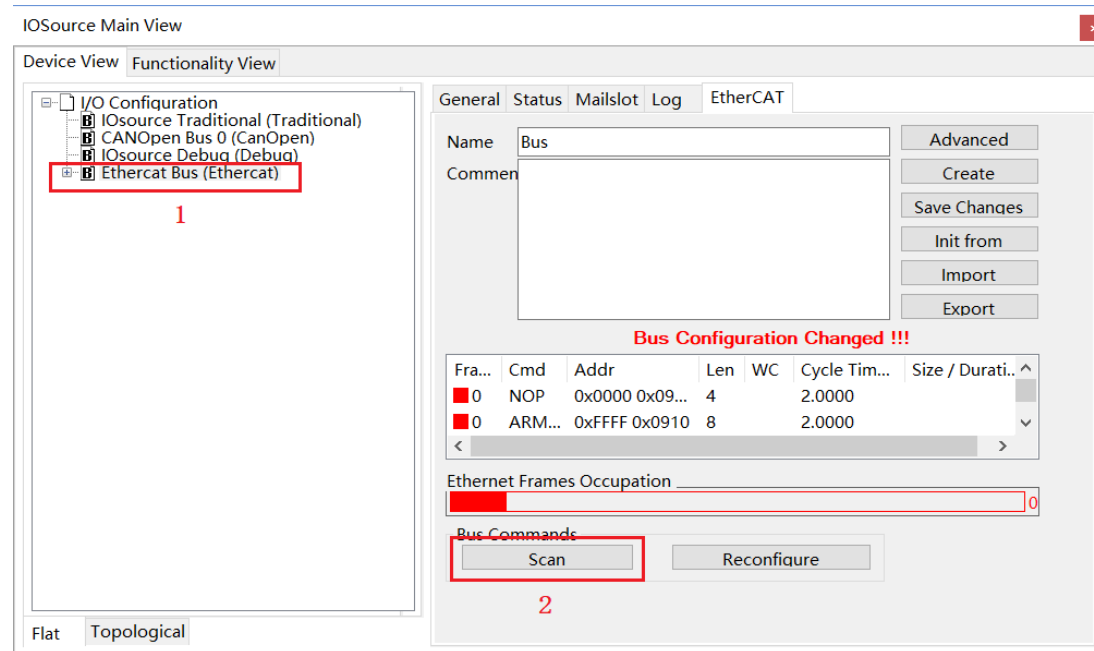 IOSource Main View
Device View Functionality View
I/O Configuration
IOsource Traditional (Traditional)
CANOpen Bus 0 (CanOpen)
IOsource Debug (Debug)
Ethercat Bus (Ethercat)
1
Flat Topological
General Status Mailslot Log EtherCAT
Name Bus
Commen
Advanced
Create
Save Changes
Init from
Import
Export
Bus Configuration Changed !!!
Fra... Cmd Addr Len WC Cycle Tim... Size / Durati..
0 NOP 0x0000 0x09... 4 2.0000
0 ARM... 0xFFFF 0x0910 8 2.0000
Ethernet Frames Occupation
0
Bus Commands
Scan Reconfigure
2